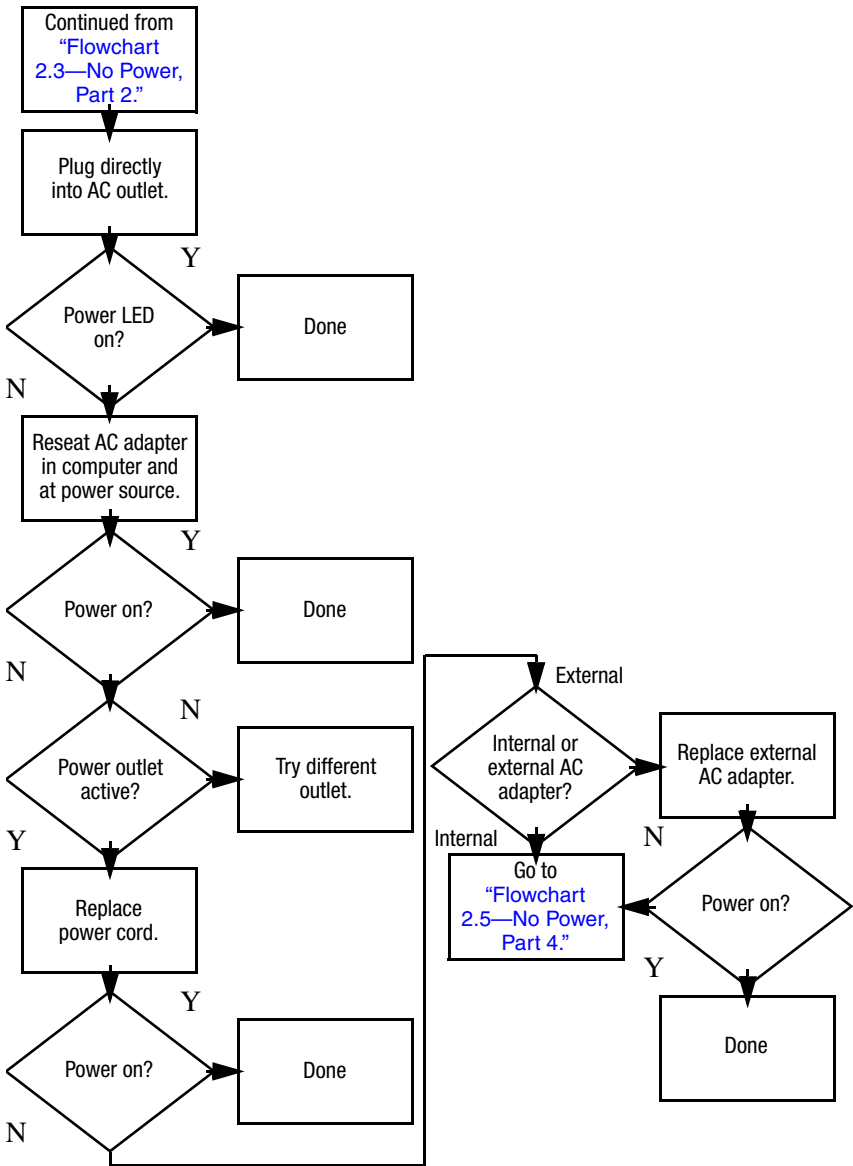 Continued from
“Flowchart
2.3—No Power,
Part 2.”
Plug directly
into AC outlet.
Y
Power LED
on?
Done
N
Reseat AC adapter
in computer and
at power source.
Y
Power on?
Done
N
N
Power outlet
active?
Try different
outlet.
Y
Replace
power cord.
Y
Power on?
Done
N
External
Internal or
external AC
adapter?
Replace external
AC adapter.
Internal
N
Go to
“Flowchart
2.5—No Power,
Part 4.”
Power on?
Y
Done